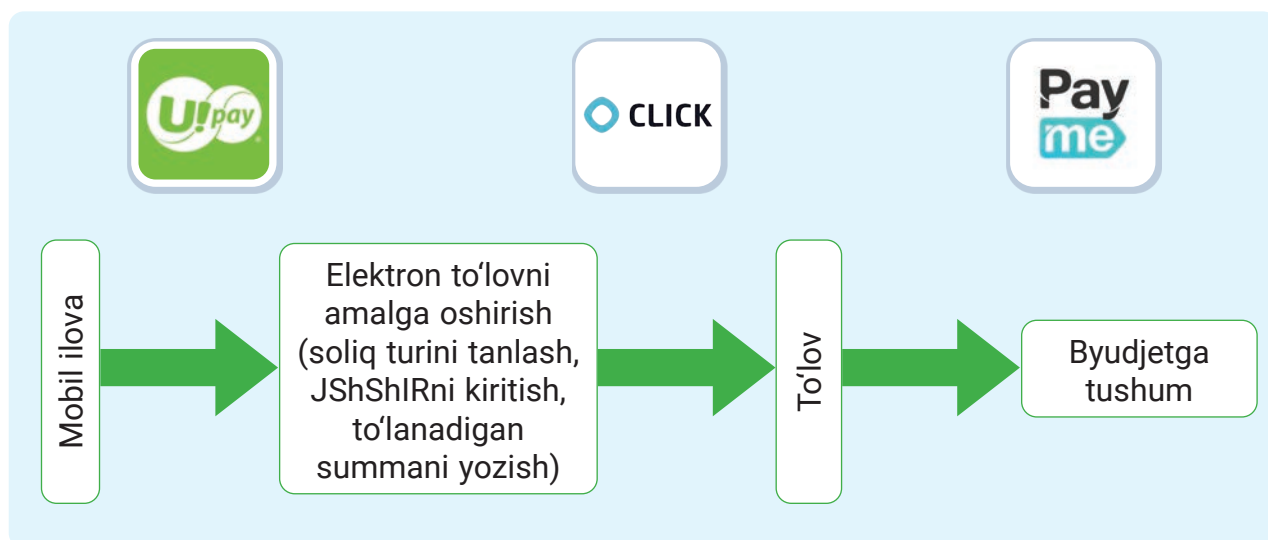 U!pay
CLICK
Pay
me
Mobil ilova
Elektron to‘lovni
amalga oshirish
(soliq turini tanlash,
JShShIRni kiritish,
to‘lanadigan
summani yozish)
To‘lov
Byudjetga
tushum